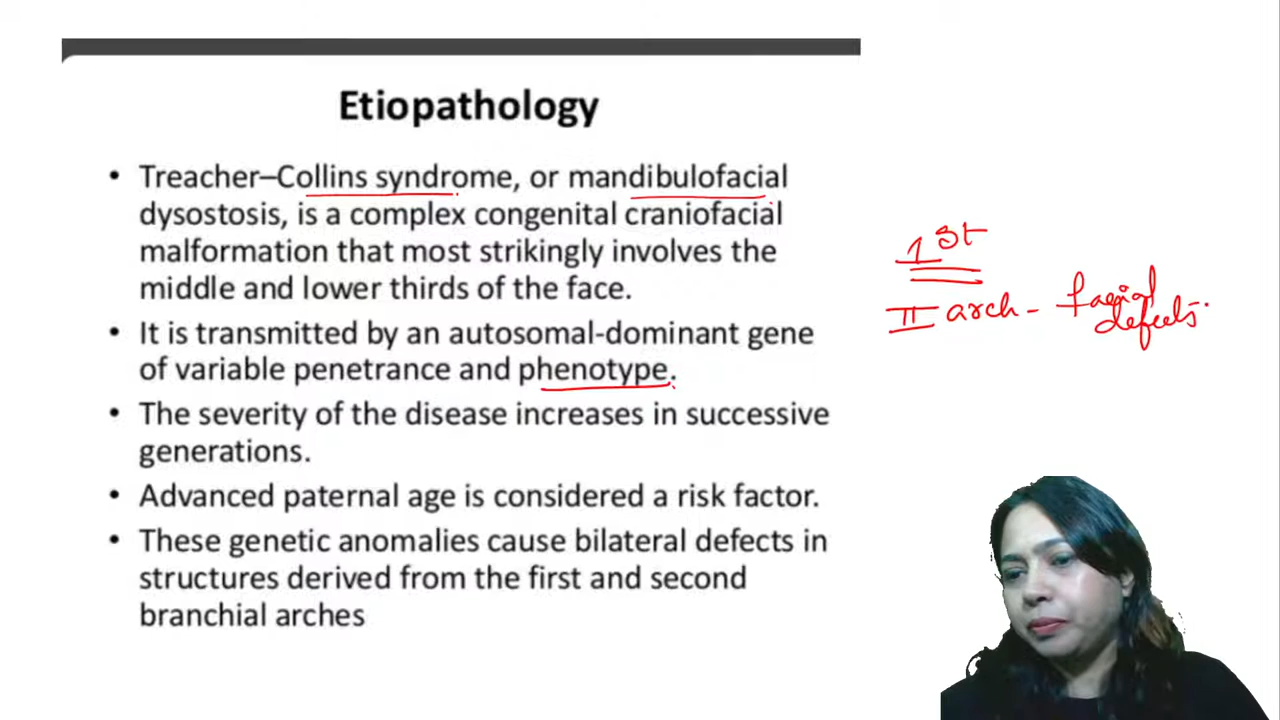 Etiopathology
• Treacher–Collins syndrome, or mandibulofacial
dysostosis, is a complex congenital craniofacial
malformation that most strikingly involves the
middle and lower thirds of the face.
• It is transmitted by an autosomal-dominant gene
of variable penetrance and phenotype.
• The severity of the disease increases in successive
generations.
• Advanced paternal age is considered a risk factor.
• These genetic anomalies cause bilateral defects in
structures derived from the first and second
branchial arches
1st
II arch - facial
defects.